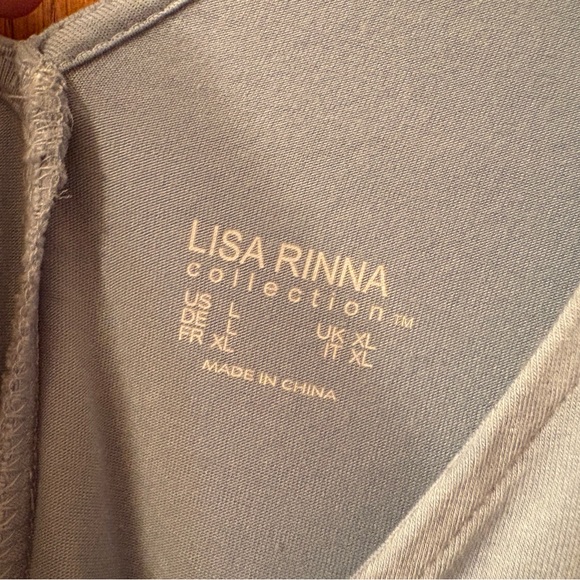 LISA RINNA
collection™
US L
DE L UK XL
FR XL IT XL
MADE IN CHINA